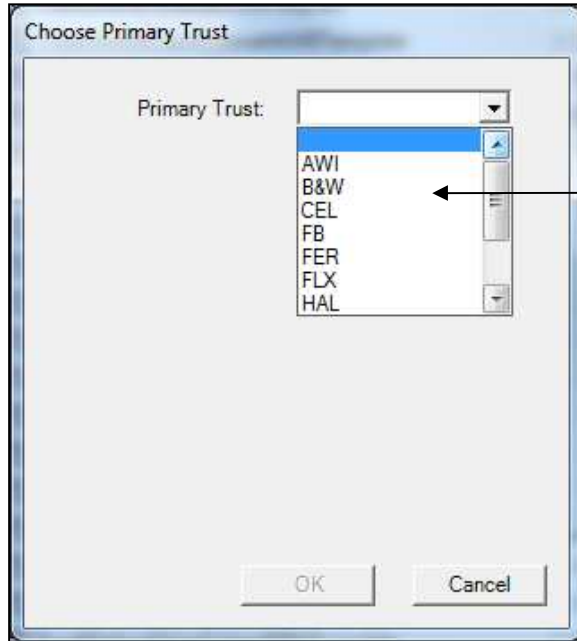 Choose Primary Trust
Primary Trust:
AWI
B&W
CEL
FB
FER
FLX
HAL
OK Cancel